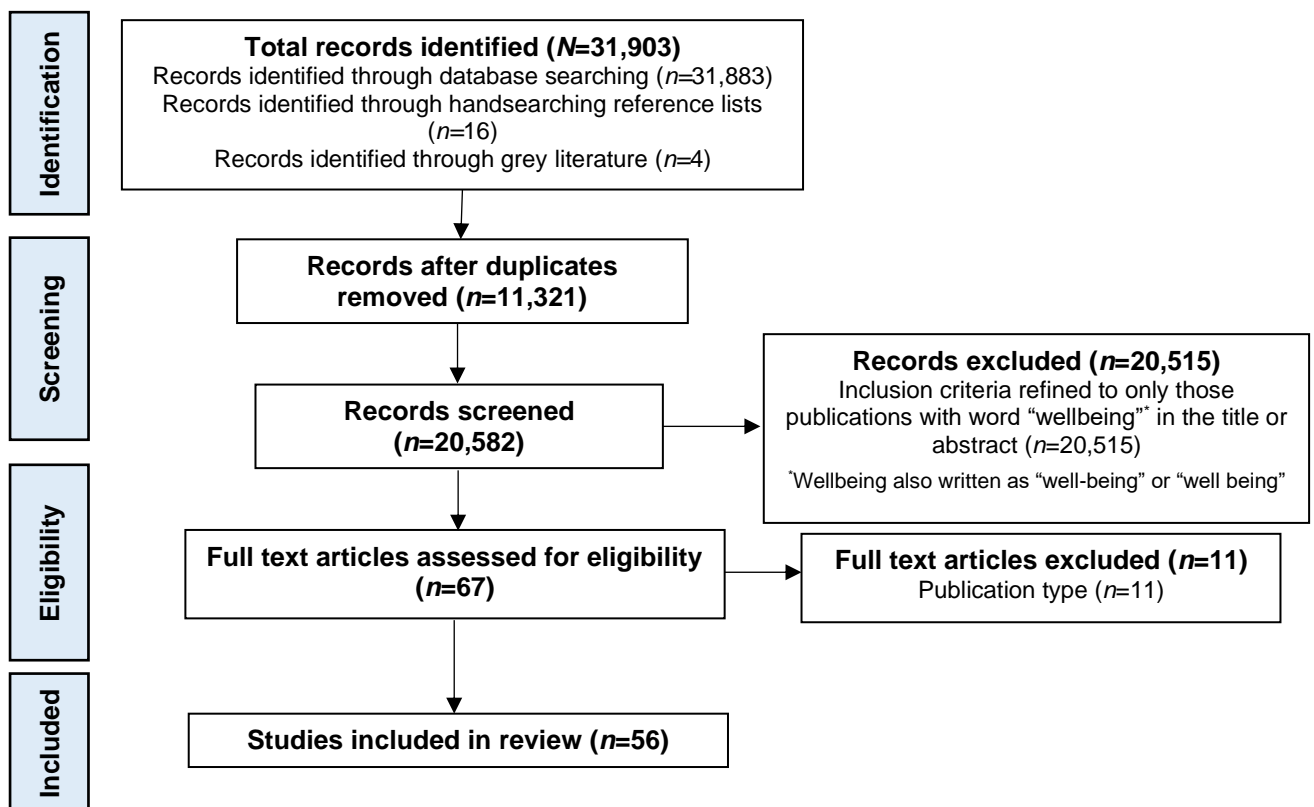 Identification
Total records identified (N=31,903)
Records identified through database searching (n=31,883)
Records identified through handsearching reference lists
(n=16)
Records identified through grey literature (n=4)
Screening
Records after duplicates
removed (n=11,321)
Records screened
(n=20,582)
Records excluded (n=20,515)
Inclusion criteria refined to only those
publications with word “wellbeing”* in the title or
abstract (n=20,515)
*Wellbeing also written as “well-being” or “well being”
Eligibility
Full text articles assessed for eligibility
(n=67)
Full text articles excluded (n=11)
Publication type (n=11)
Included
Studies included in review (n=56)